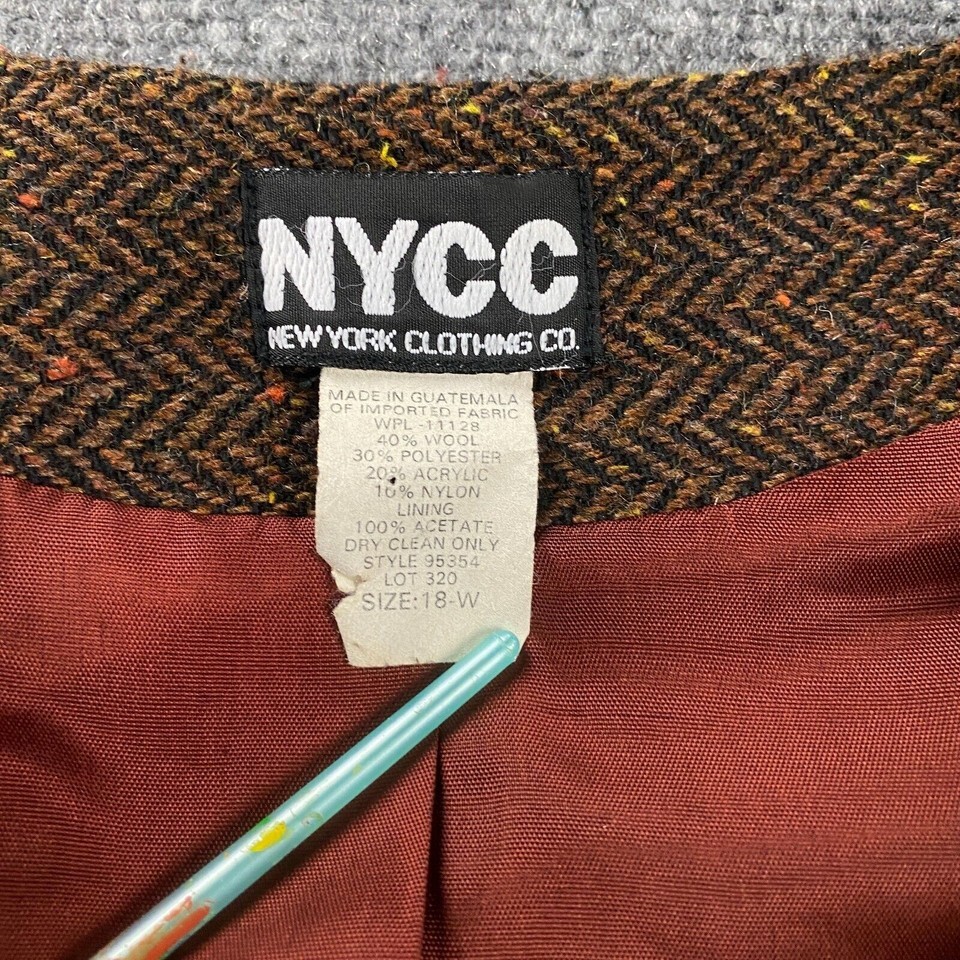 NYCC
NEW YORK CLOTHING CO.
MADE IN GUATEMALA
OF IMPORTED FABRIC
WPL -11128
40% WOOL
30% POLYESTER
20% ACRYLIC
10% NYLON
LINING
100% ACETATE
DRY CLEAN ONLY
STYLE 95354
LOT 320
SIZE:18-W